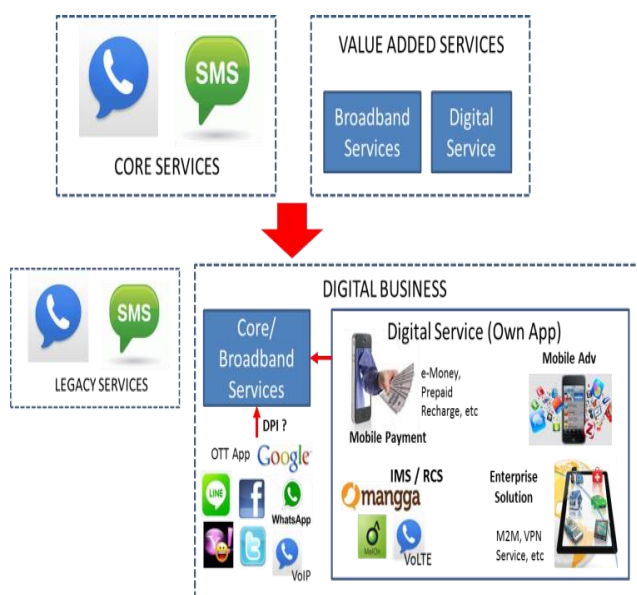 SMS
CORE SERVICES
VALUE ADDED SERVICES
Broadband
Services
Digital
Service
SMS
LEGACY SERVICES
DIGITAL BUSINESS
Core/
Broadband
Services
DPI ?
OTT App
Google
LINE
WhatsApp
VoIP
Digital Service (Own App)
e-Money,
Prepaid
Recharge, etc
Mobile Payment
Mobile Adv
IMS / RCS
mangga
MelOn
VoLTE
Enterprise
Solution
M2M, VPN
Service, etc